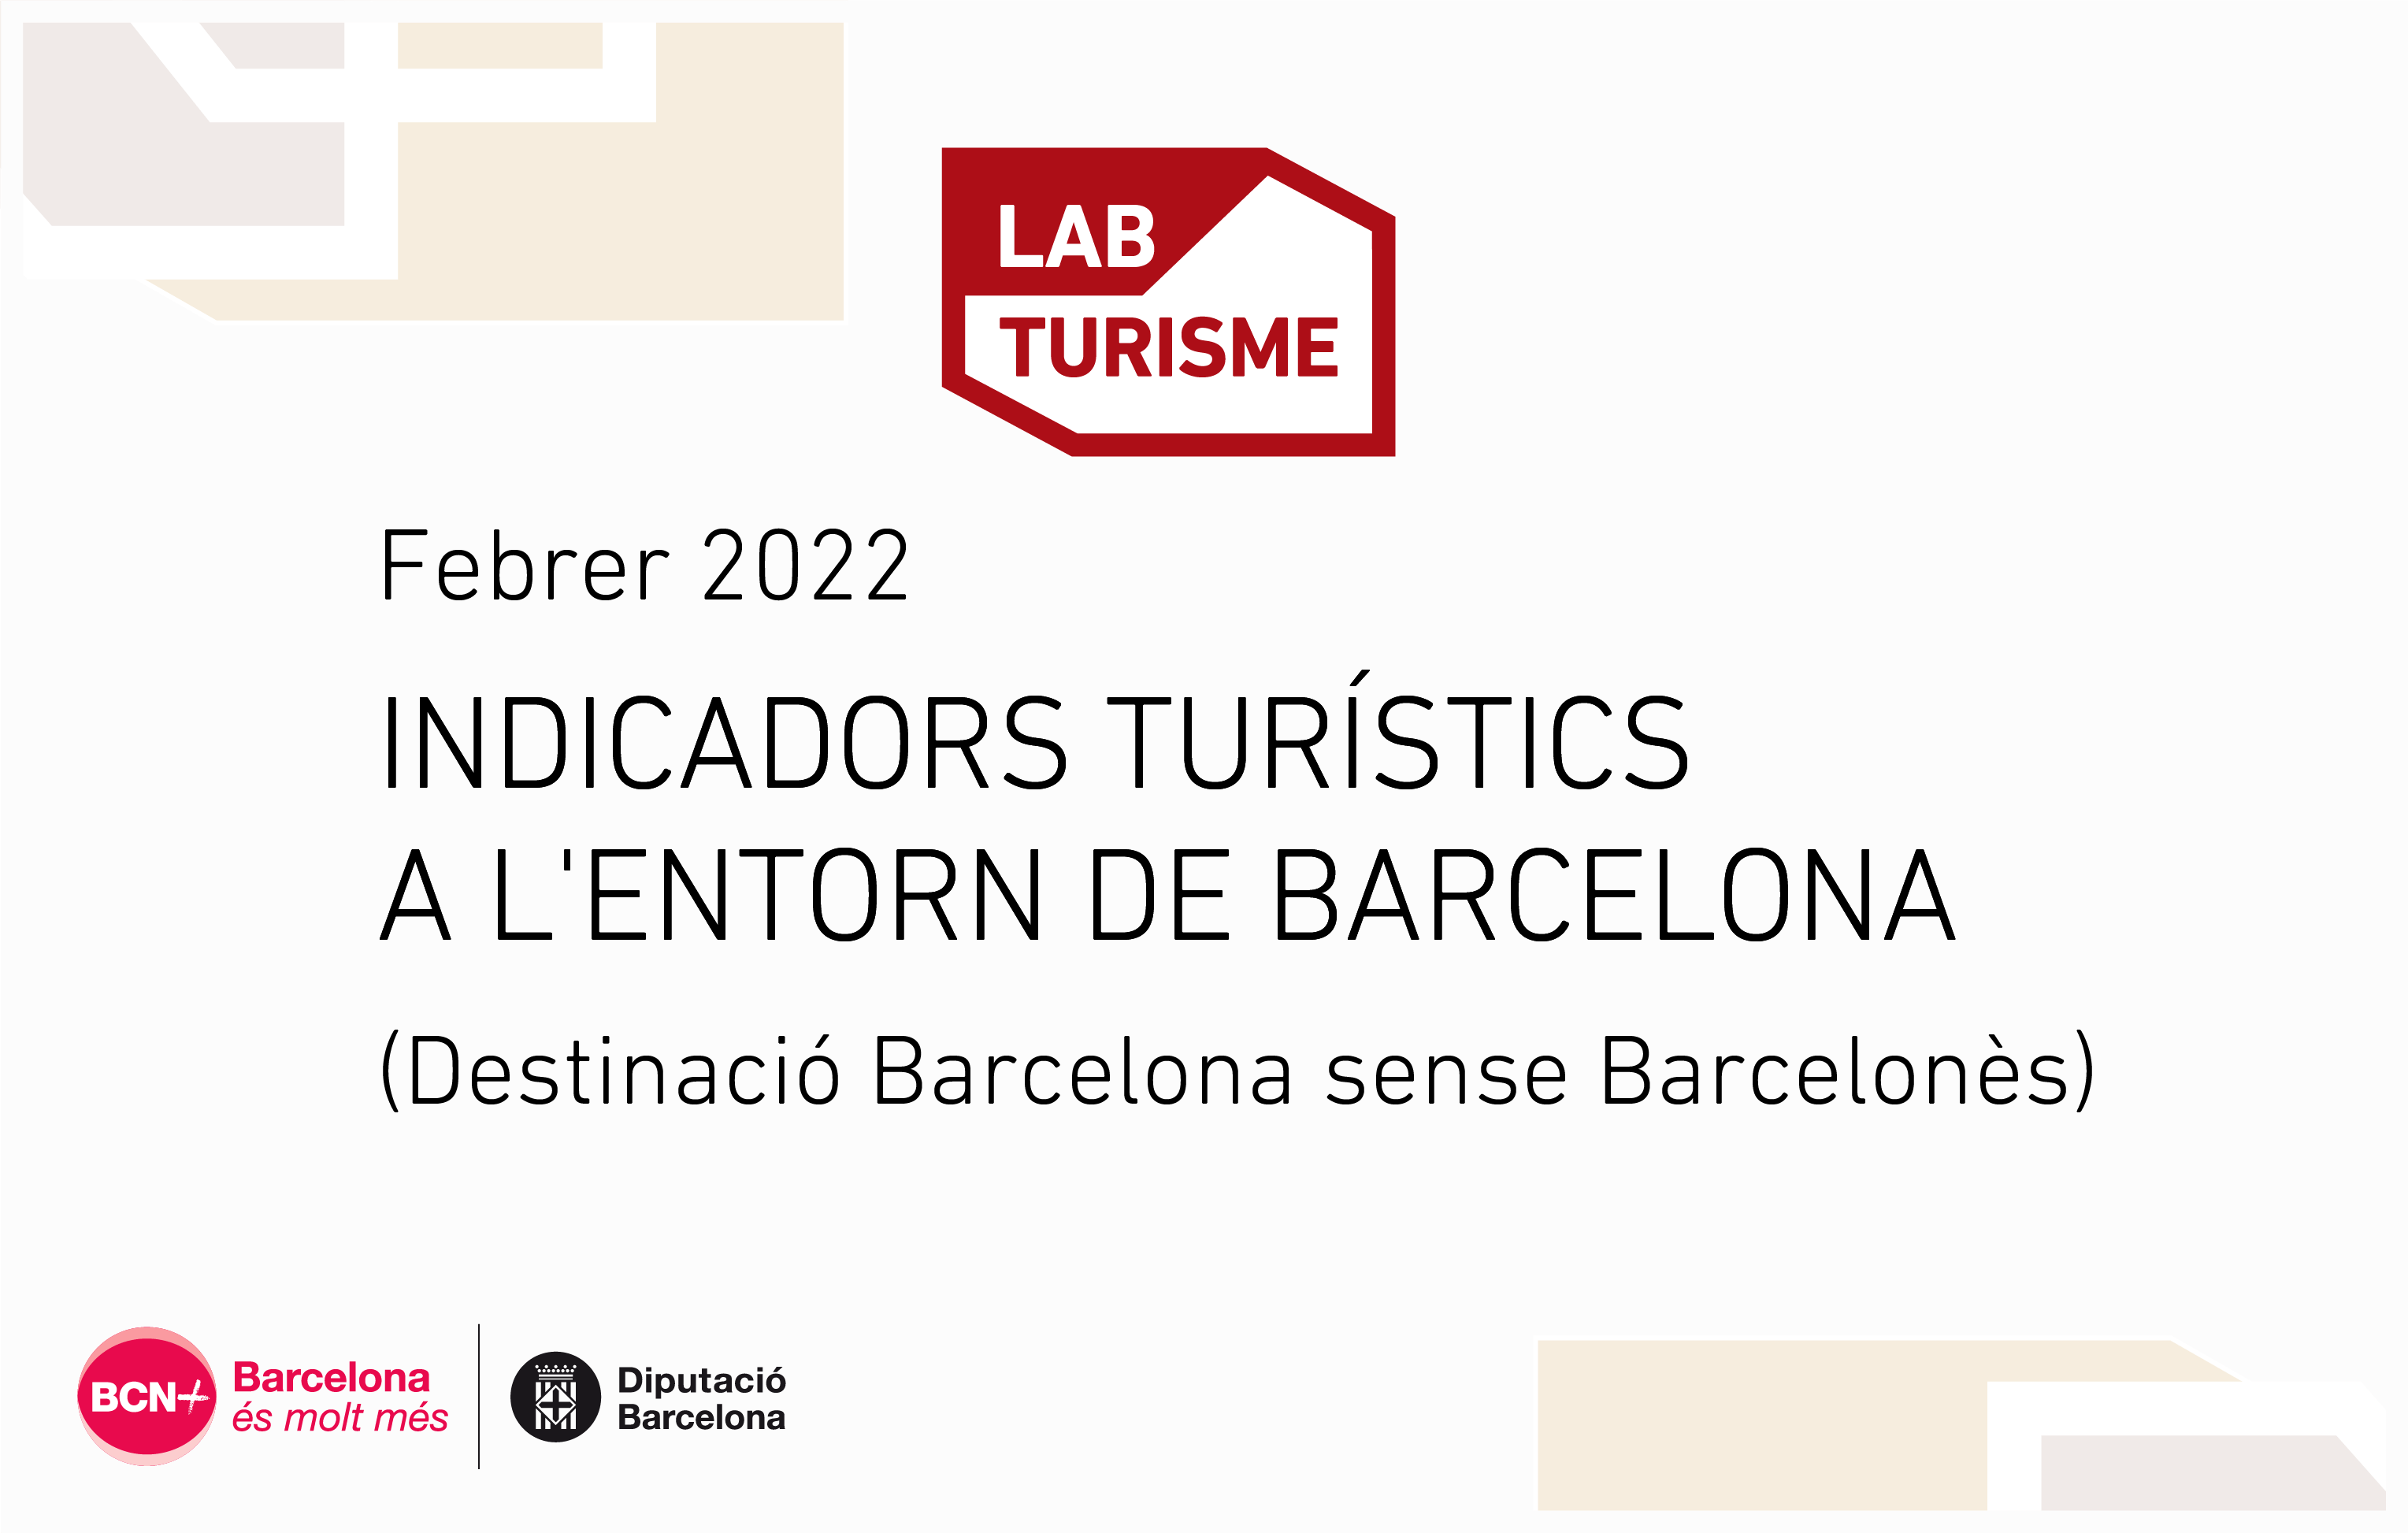 LAB
TURISME
Febrer 2022
INDICADORS TURÍSTICS
A L'ENTORN DE BARCELONA
(Destinació Barcelona sense Barcelonès)
BCN+
Barcelona
és molt més
Diputació
Barcelona